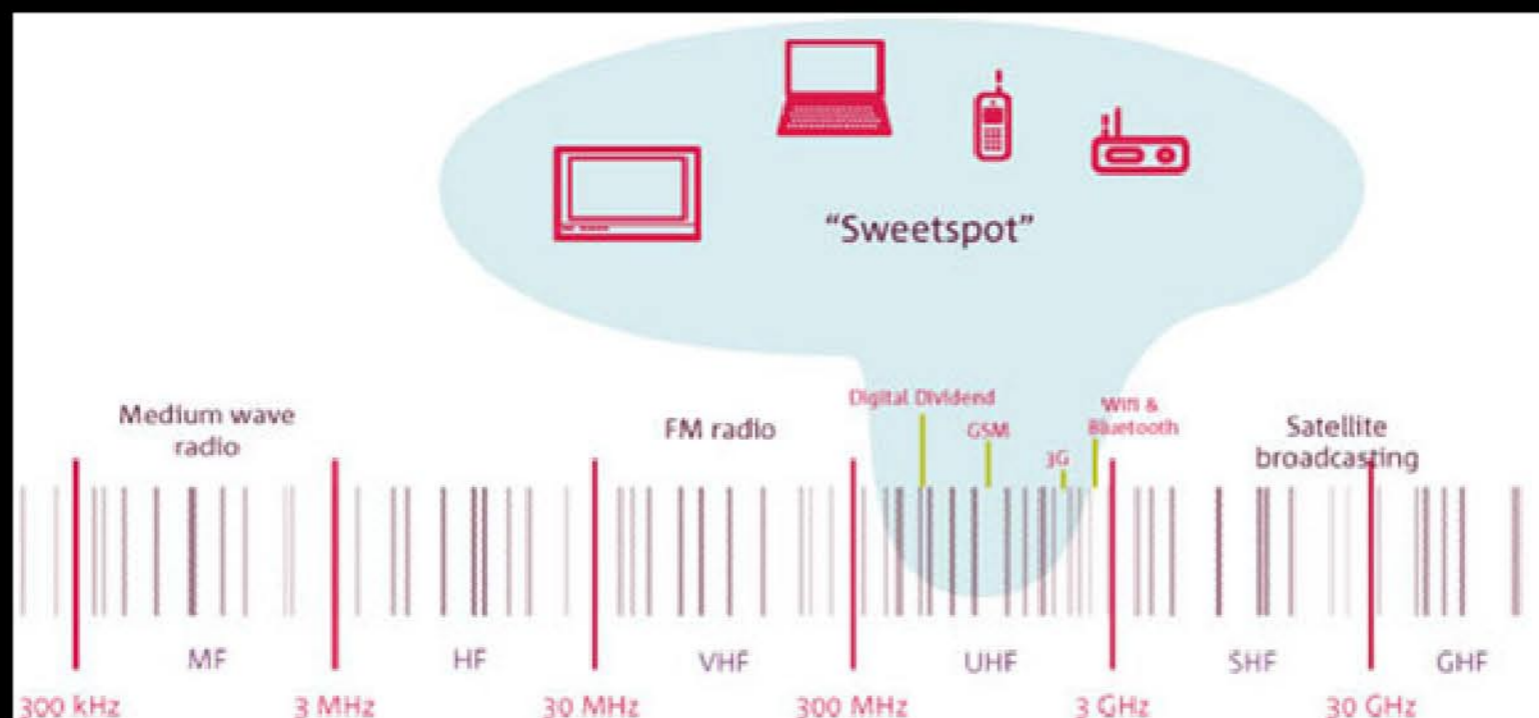 “Sweetspot”
Digital Dividend
Medium wave
radio
FM radio
GSM
3G
Wifi &
Bluetooth
Satellite
broadcasting
MF
HF
VHF
UHF
SHF
GHF
300 kHz
3 MHz
30 MHz
300 MHz
3 GHz
30 GHz